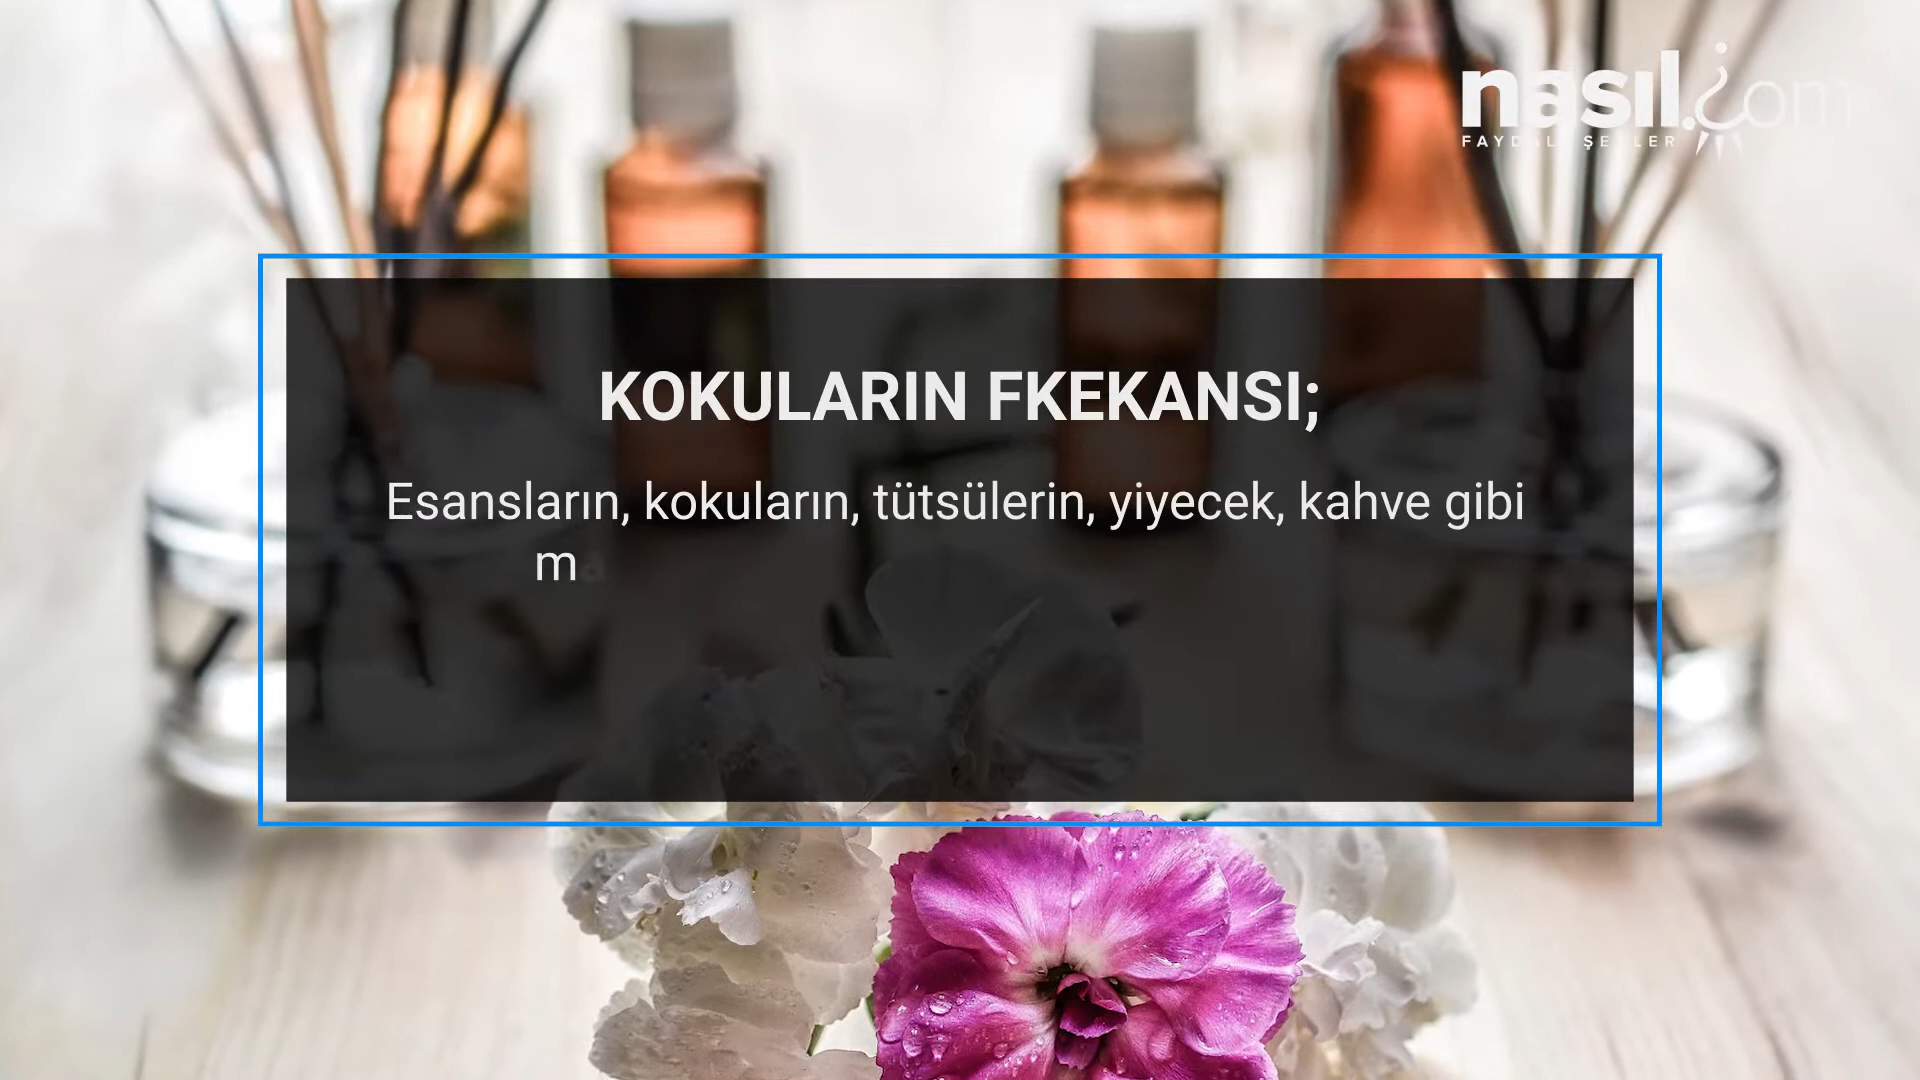 nasıl.com
FAYDALI ŞEYLER
KOKULARIN FKEKANSI;
Esansların, kokuların, tütsülerin, yiyecek, kahve gibi
m